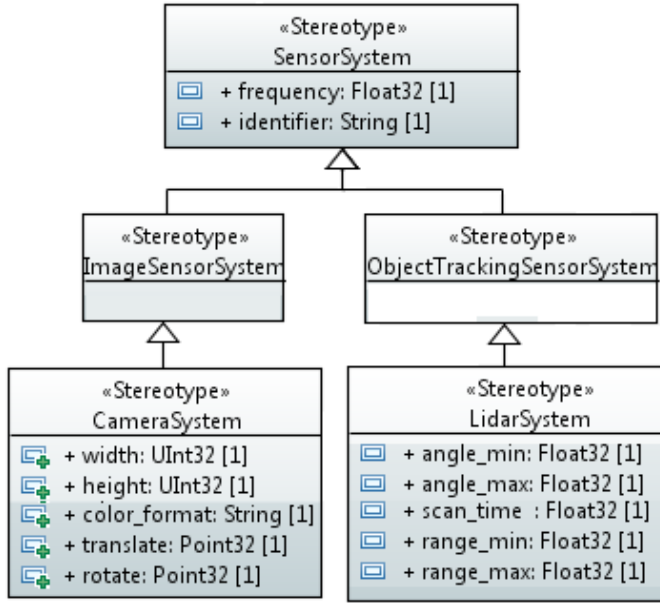 «Stereotype»
SensorSystem
+ frequency: Float32 [1]
+ identifier: String [1]
«Stereotype»
ImageSensorSystem
«Stereotype»
ObjectTrackingSensorSystem
«Stereotype»
CameraSystem
+ width: UInt32 [1]
+ height: UInt32 [1]
+ color_format: String [1]
+ translate: Point32 [1]
+ rotate: Point32 [1]
«Stereotype»
LidarSystem
+ angle_min: Float32 [1]
+ angle_max: Float32 [1]
+ scan_time : Float32 [1]
+ range_min: Float32 [1]
+ range_max: Float32 [1]